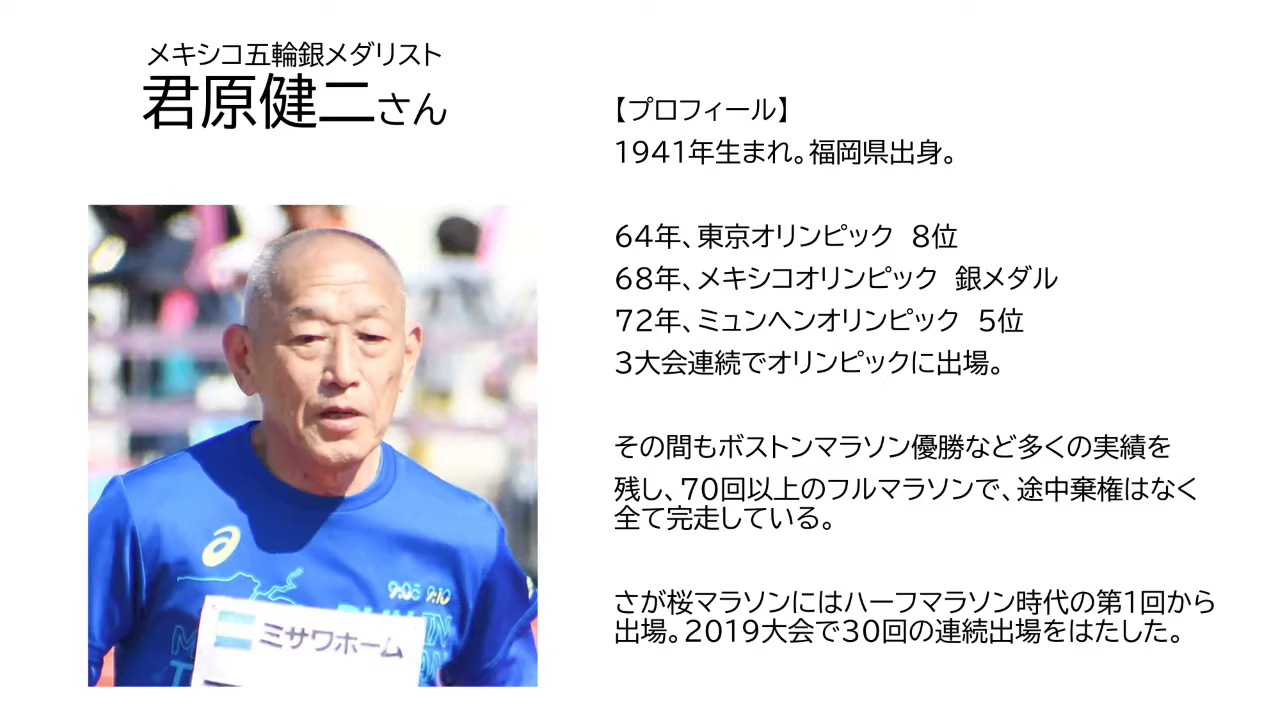 メキシコ五輪銀メダリスト
君原健二さん
【プロフィール】
1941年生まれ。福岡県出身。
64年、東京オリンピック 8位
68年、メキシコオリンピック 銀メダル
72年、ミュンヘンオリンピック 5位
3大会連続でオリンピックに出場。
その間もボストンマラソン優勝など多くの実績を
残し、70回以上のフルマラソンで、途中棄権はなく
全て完走している。
さが桜マラソンにはハーフマラソン時代の第1回から
出場。2019大会で30回の連続出場をはたした。
9:05 9:10
ミサワホーム